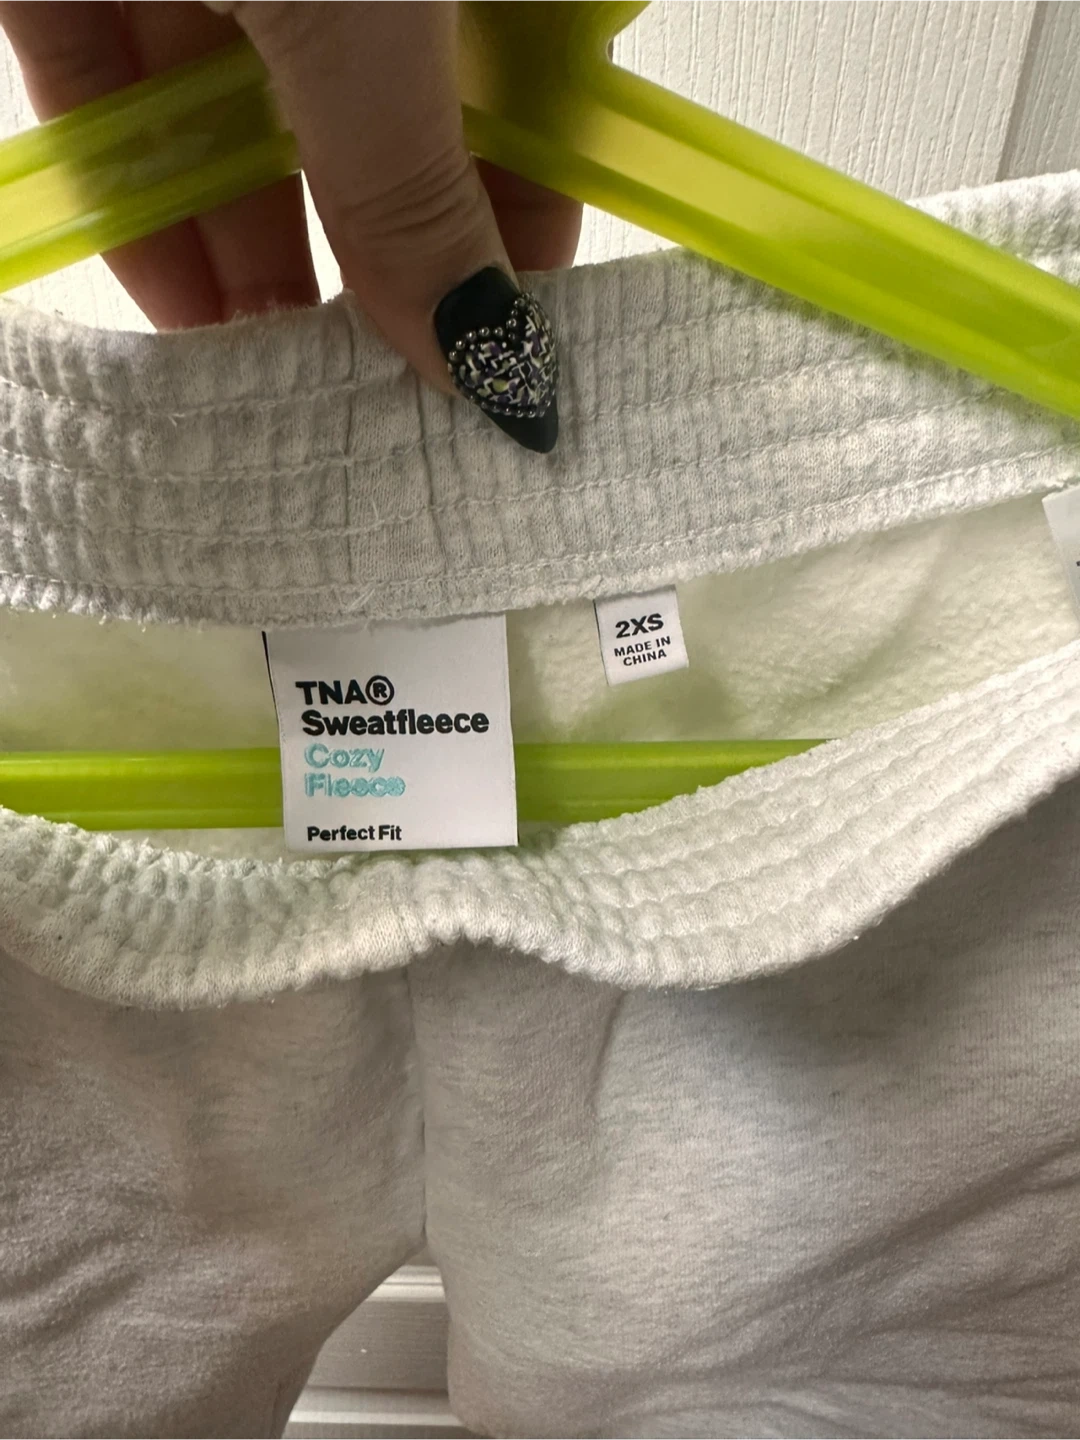 TNA®
Sweatfleece
Cozy
Fleece
Perfect Fit
2XS
MADE IN
CHINA